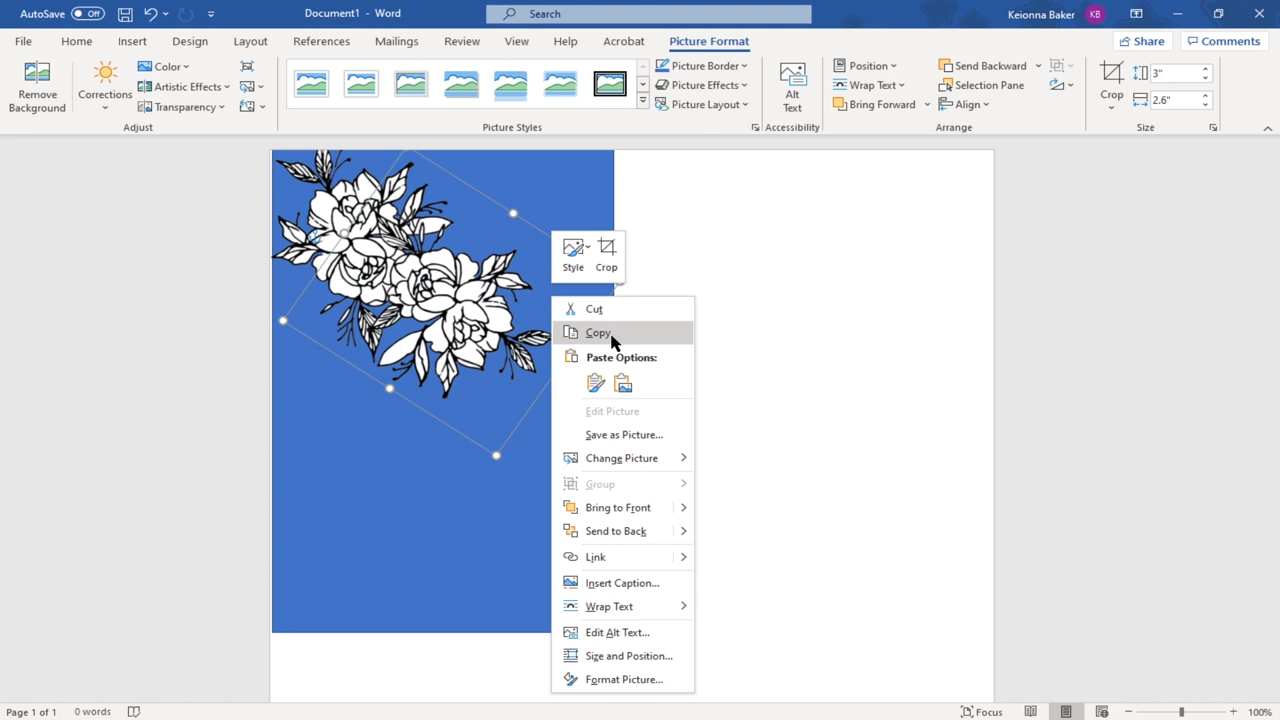 AutoSave Off Document1 - Word Search Keionna Baker KB
File Home Insert Design Layout References Mailings Review View Help Acrobat Picture Format Share Comments
Remove Background
Corrections
Color
Artistic Effects
Transparency
Adjust
Picture Styles
Picture Border
Picture Effects
Picture Layout
Alt Text
Accessibility
Position
Wrap Text
Bring Forward
Send Backward
Selection Pane
Align
Arrange
Crop
3"
2.6"
Size
Style Crop
Cut
Copy
Paste Options:
Edit Picture
Save as Picture...
Change Picture
Group
Bring to Front
Send to Back
Link
Insert Caption...
Wrap Text
Edit Alt Text...
Size and Position...
Format Picture...
Page 1 of 1 0 words Focus 100%